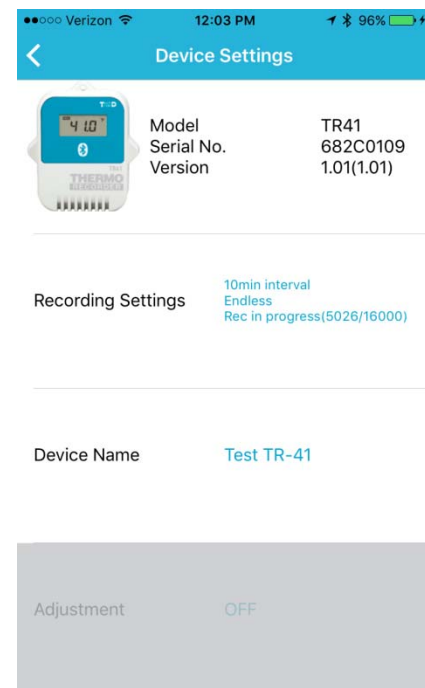 Verizon 12:03 PM 96%
Device Settings
T&D
41.0
TR41
THERMO
RECORDER
Model TR41
Serial No. 682C0109
Version 1.01(1.01)
Recording Settings
10min interval
Endless
Rec in progress(5026/16000)
Device Name Test TR-41
Adjustment OFF